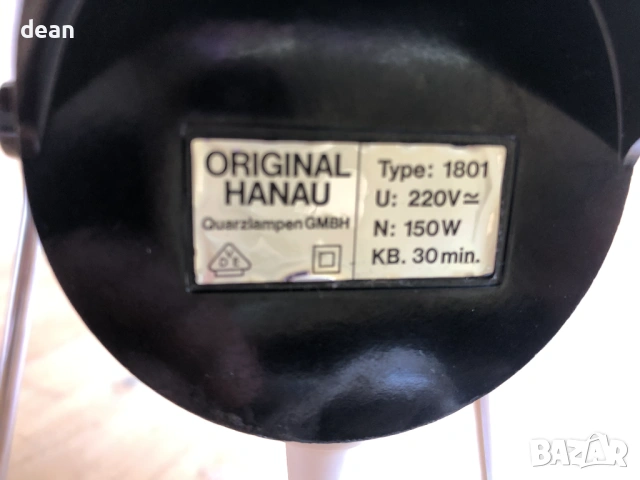 dean
ORIGINAL
HANAU
Quarzlampen GMBH
Type: 1801
U: 220V≃
N: 150W
KB. 30 min.
BAZAR